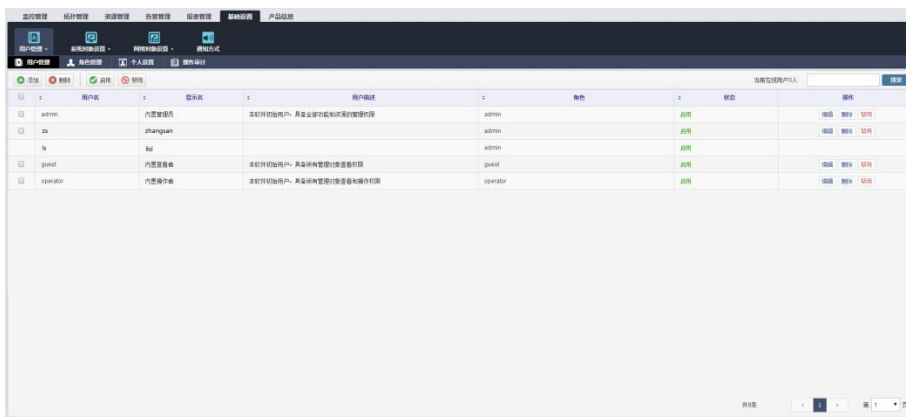 监控管理 拓扑管理 资源管理 告警管理 报表管理 基础设置 产品信息
用户管理 系统对象设置 网络对象设置 通知方式
用户管理 角色管理 个人设置 操作审计
添加 删除 启用 禁用 当前在线用户3人 搜索
用户名 显示名 用户描述 角色 状态 操作
admin 内置管理员 本软件初始用户，具备全部功能和资源的管理权限 admin 启用 编辑 删除 禁用
zs zhangsan admin 启用 编辑 删除 禁用
ls lisi admin 启用
guest 内置查看者 本软件初始用户，具备所有管理对象查看权限 guest 启用 编辑 删除 禁用
operator 内置操作者 本软件初始用户，具备所有管理对象查看和操作权限 operator 启用 编辑 删除 禁用
1 第 1